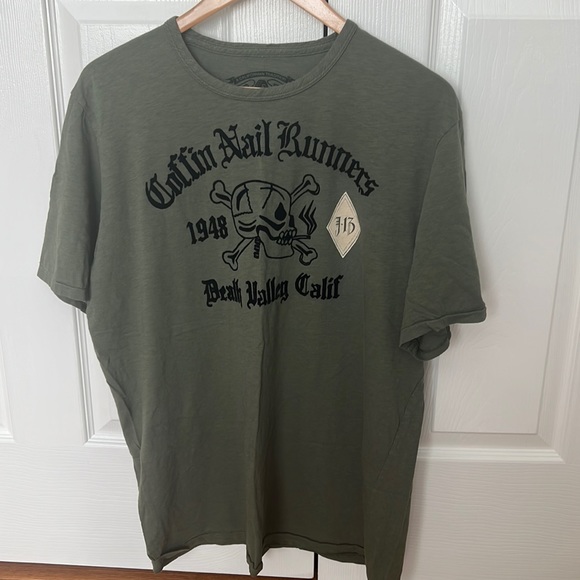 Coffin Nail Runners
1948
J-13
Death Valley Calif